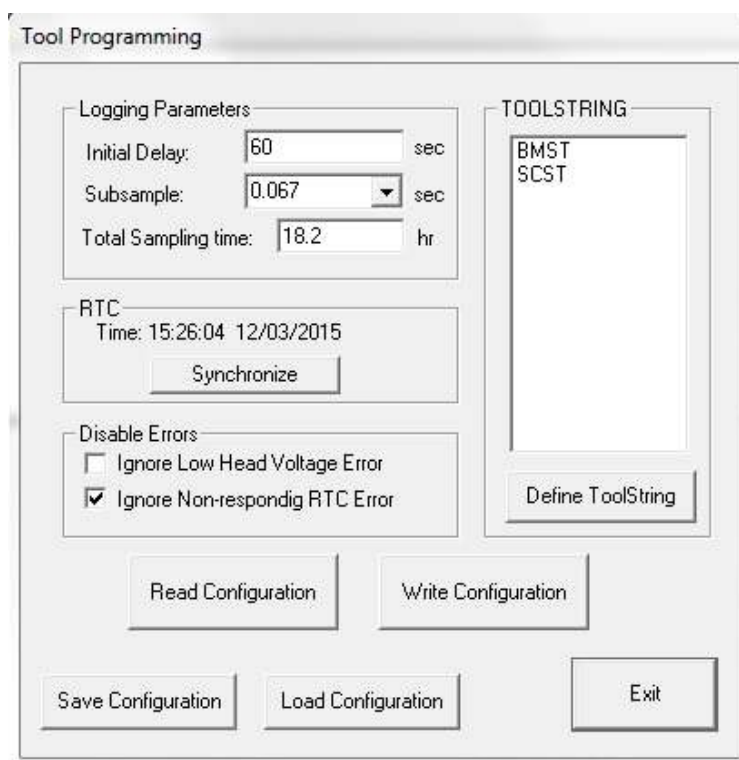 Tool Programming
Logging Parameters
Initial Delay: 60 sec
Subsample: 0.067 sec
Total Sampling time: 18.2 hr
TOOLSTRING
BMST
SCST
Define ToolString
RTC
Time: 15:26:04 12/03/2015
Synchronize
Disable Errors
Ignore Low Head Voltage Error
Ignore Non-respondig RTC Error
Read Configuration
Write Configuration
Save Configuration
Load Configuration
Exit